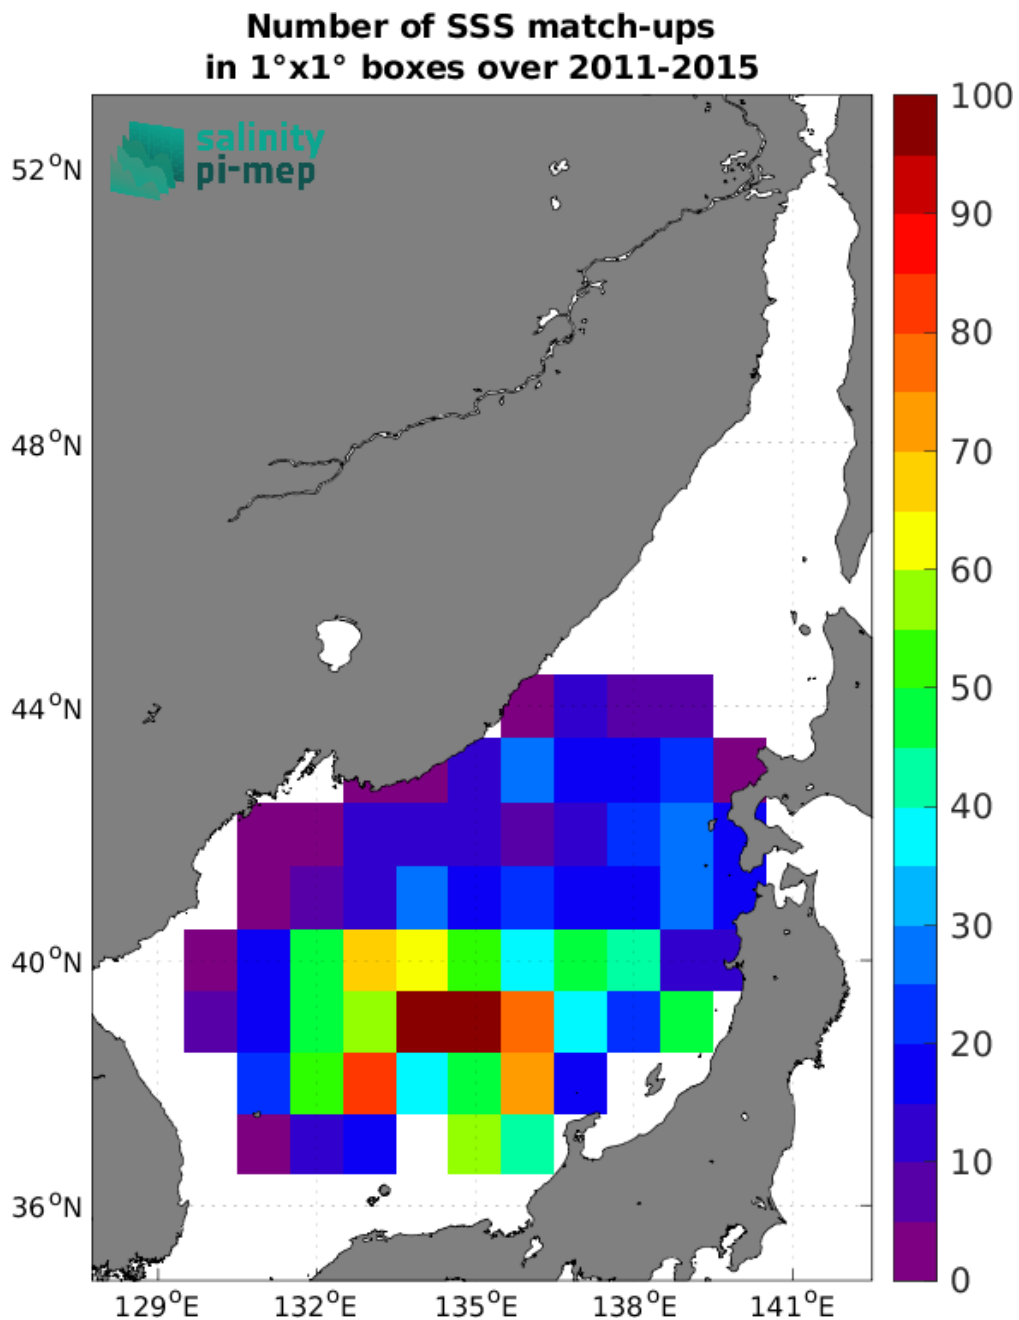 Number of SSS match-ups
in 1°x1° boxes over 2011-2015
salinity
pi-mep
52°N
48°N
44°N
40°N
36°N
129°E
132°E
135°E
138°E
141°E
100
90
80
70
60
50
40
30
20
10
0